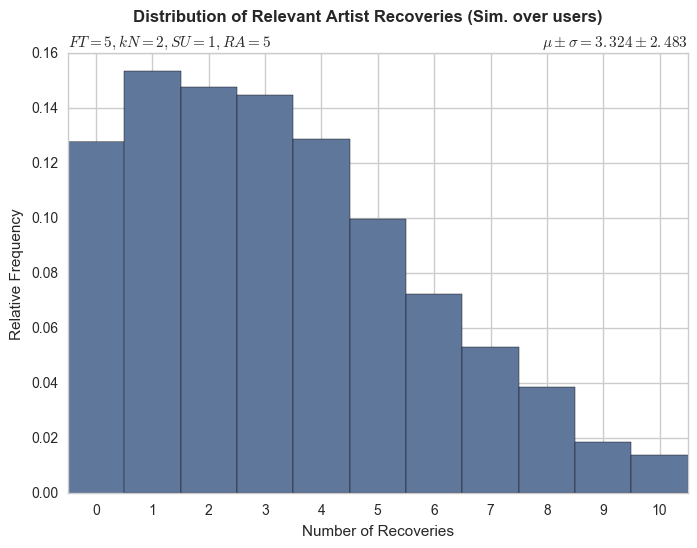 Distribution of Relevant Artist Recoveries (Sim. over users)
FT = 5, kN = 2, SU = 1, RA = 5
μ ± σ = 3.324 ± 2.483
0.16
0.14
0.12
0.10
0.08
0.06
0.04
0.02
0.00
Relative Frequency
0 1 2 3 4 5 6 7 8 9 10
Number of Recoveries